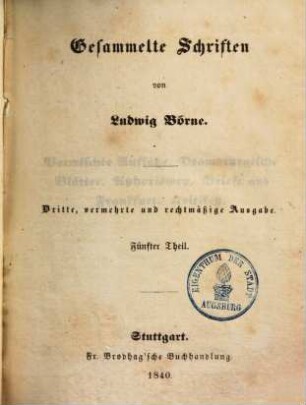 Gesammelte Schriften
von
Ludwig Börne.
Dritte, vermehrte und rechtmäßige Ausgabe.
Fünfter Theil.
EIGENTHUM DER STADT
AUGSBURG
Stuttgart.
Fr. Brodhag'sche Buchhandlung.
1840.